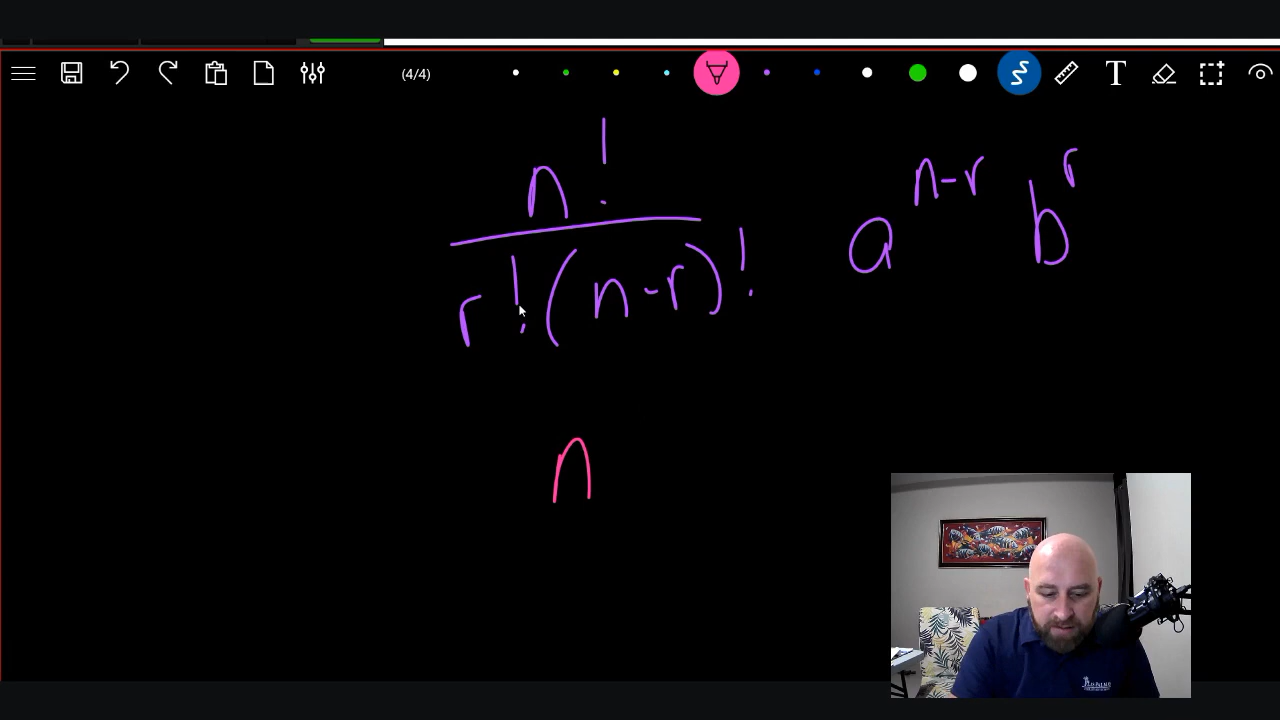 (4/4)
T
n!
r!(n-r)!
a^{n-r} b^r
n